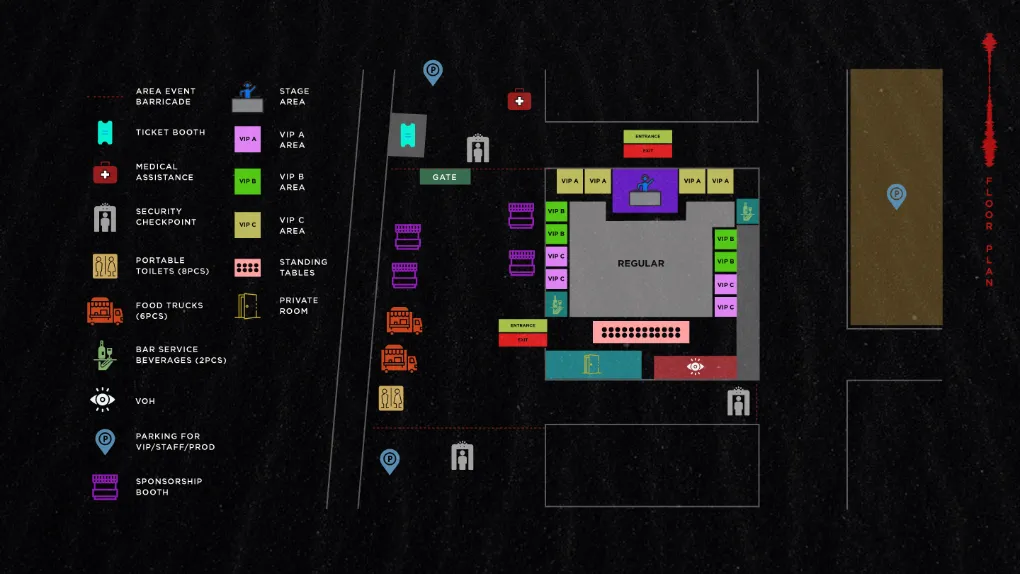 AREA EVENT
BARRICADE
TICKET BOOTH
MEDICAL
ASSISTANCE
SECURITY
CHECKPOINT
PORTABLE
TOILETS (8PCS)
FOOD TRUCKS
(6PCS)
BAR SERVICE
BEVERAGES (2PCS)
VOH
PARKING FOR
VIP/STAFF/PROD
SPONSORSHIP
BOOTH
STAGE
AREA
VIP A
VIP A
AREA
VIP B
VIP B
AREA
VIP C
VIP C
AREA
STANDING
TABLES
PRIVATE
ROOM
P
P
GATE
ENTRANCE
EXIT
VIP A
VIP A
VIP A
VIP A
VIP B
VIP B
VIP C
VIP C
REGULAR
VIP B
VIP B
VIP C
VIP C
ENTRANCE
EXIT
P
P
FLOOR PLAN